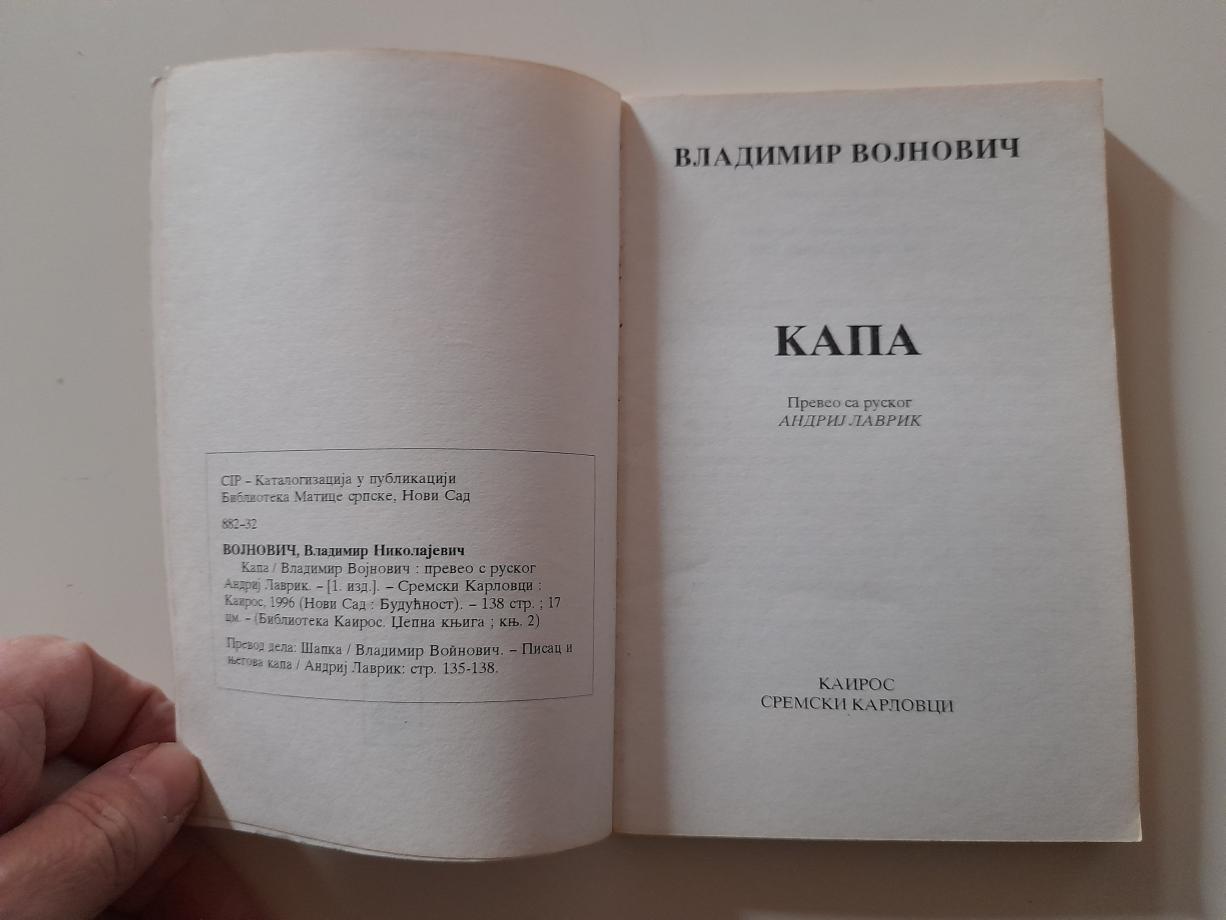 CIP – Каталогизација у публикацији
Библиотека Матице српске, Нови Сад
882–32
ВОЈНОВИЧ, Владимир Николајевич
Капа / Владимир Војнович : превео с руског
Андриј Лаврик. – [1. изд.]. – Сремски Карловци :
Каирос, 1996 (Нови Сад : Будућност). – 138 стр. ; 17
цм. – (Библиотека Каирос. Џепна књига ; књ. 2)
Превод дела: Шапка / Владимир Войнович. – Писац и
његова капа / Андриј Лаврик: стр. 135-138.
ВЛАДИМИР ВОЈНОВИЧ
КАПА
Превео са руског
АНДРИЈ ЛАВРИК
КАИРОС
СРЕМСКИ КАРЛОВЦИ